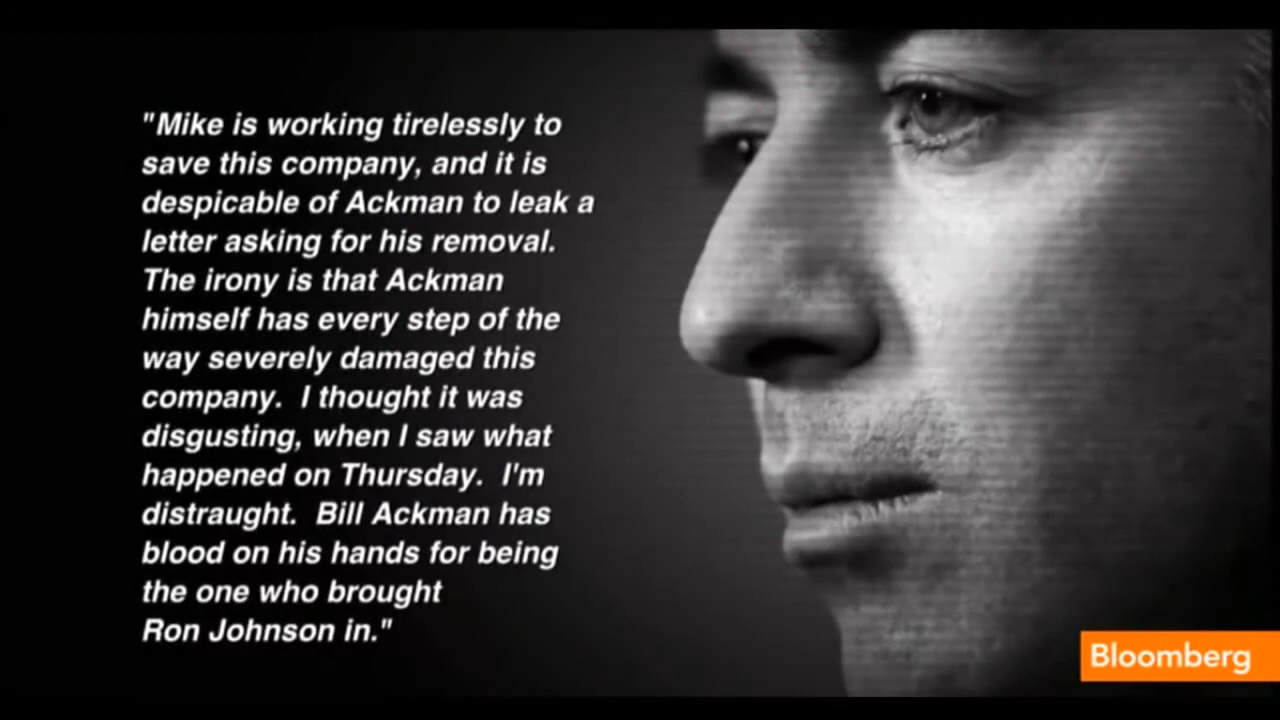 "Mike is working tirelessly to
save this company, and it is
despicable of Ackman to leak a
letter asking for his removal.
The irony is that Ackman
himself has every step of the
way severely damaged this
company.  I thought it was
disgusting, when I saw what
happened on Thursday.  I'm
distraught.  Bill Ackman has
blood on his hands for being
the one who brought
Ron Johnson in."
Bloomberg